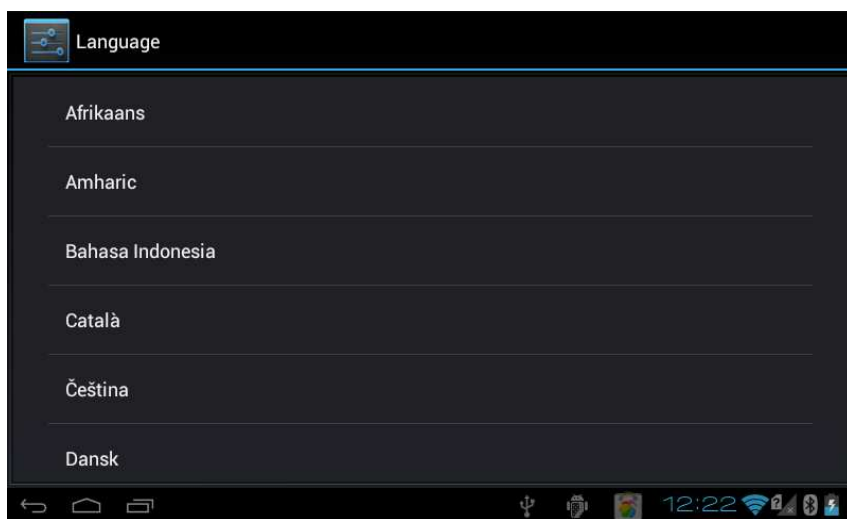 Language
Afrikaans
Amharic
Bahasa Indonesia
Català
Čeština
Dansk
12:22